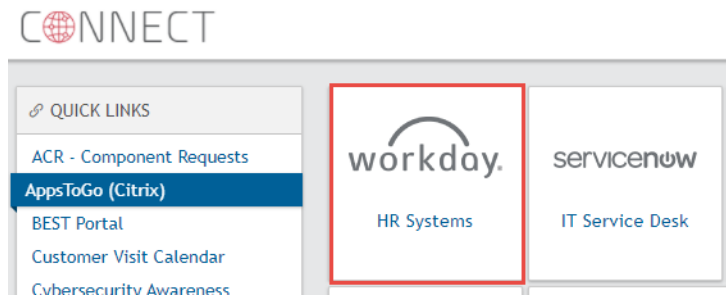 CONNECT
QUICK LINKS
ACR - Component Requests
AppsToGo (Citrix)
BEST Portal
Customer Visit Calendar
Cybersecurity Awareness
workday.
HR Systems
servicenow
IT Service Desk